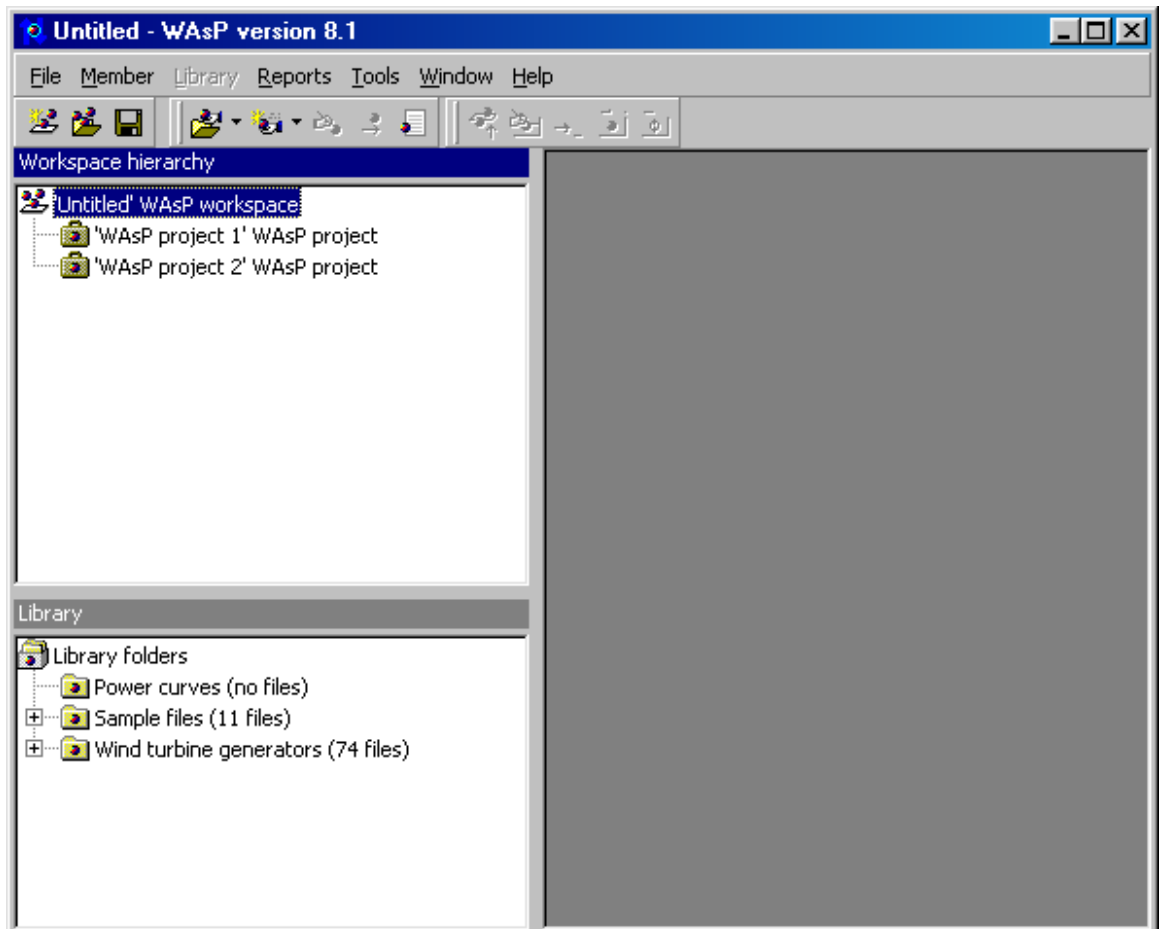 Untitled - WAsP version 8.1
File Member Library Reports Tools Window Help
Workspace hierarchy
'Untitled' WAsP workspace
'WAsP project 1' WAsP project
'WAsP project 2' WAsP project
Library
Library folders
Power curves (no files)
Sample files (11 files)
Wind turbine generators (74 files)